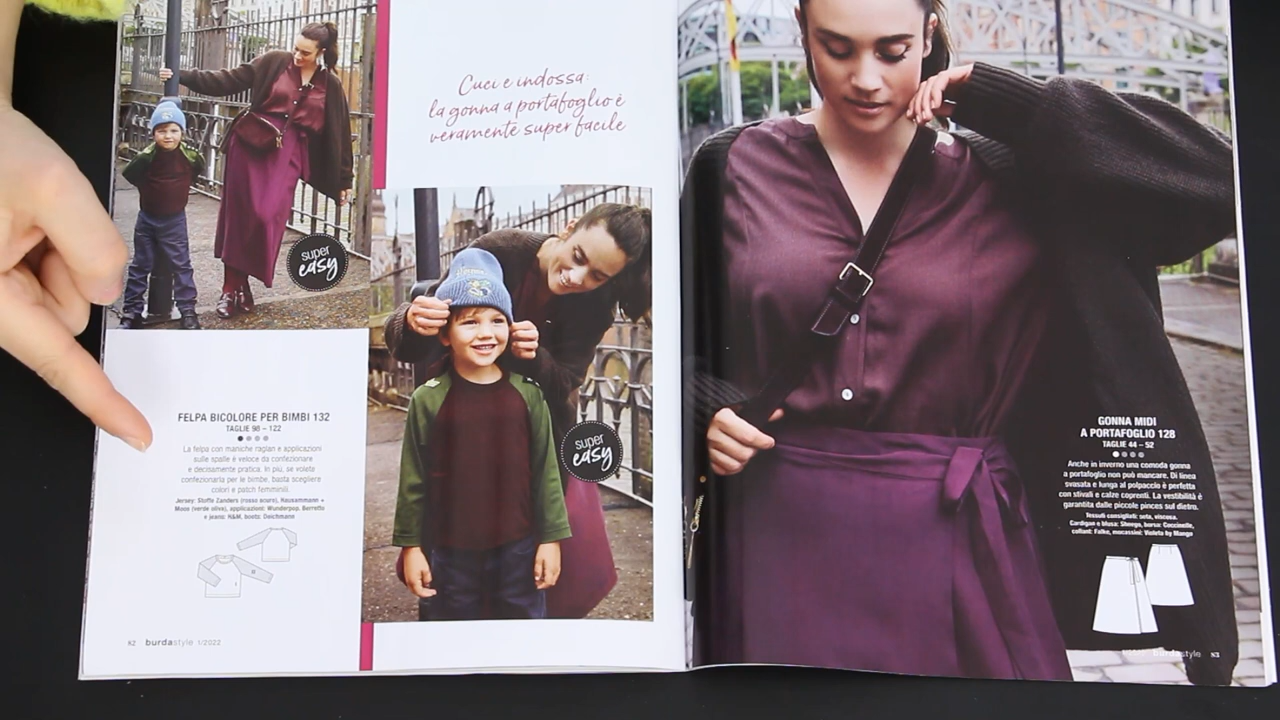 Cuci e indossa:
la gonna a portafoglio è
veramente super facile
super
easy
super
easy
FELPA BICOLORE PER BIMBI 132
TAGLIE 98 – 122
La felpa con maniche raglan e applicazioni
sulle spalle è veloce da confezionare
e decisamente pratica. In più, se volete
confezionarla per le bimbe, basta scegliere
colori e patch femminili.
Jersey: Stoffe Zanders (rosso scuro), Hausammann +
Moos (verde oliva), applicazioni: Wunderpop. Berretto
e jeans: H&M, boots: Deichmann
82 burdastyle 1/2022
GONNA MIDI
A PORTAFOGLIO 128
TAGLIE 44 – 52
Anche in inverno una comoda gonna
a portafoglio non può mancare. Di linea
svasata e lunga al polpaccio è perfetta
con stivali e calze coprenti. La vestibilità è
garantita dalle piccole pinces sul dietro.
Tessuti consigliati: seta, viscosa.
Cardigan e blusa: Shoogo, borsa: Coccinelle,
collant: Falke, mocassini: Violeta by Mango
burdastyle 83